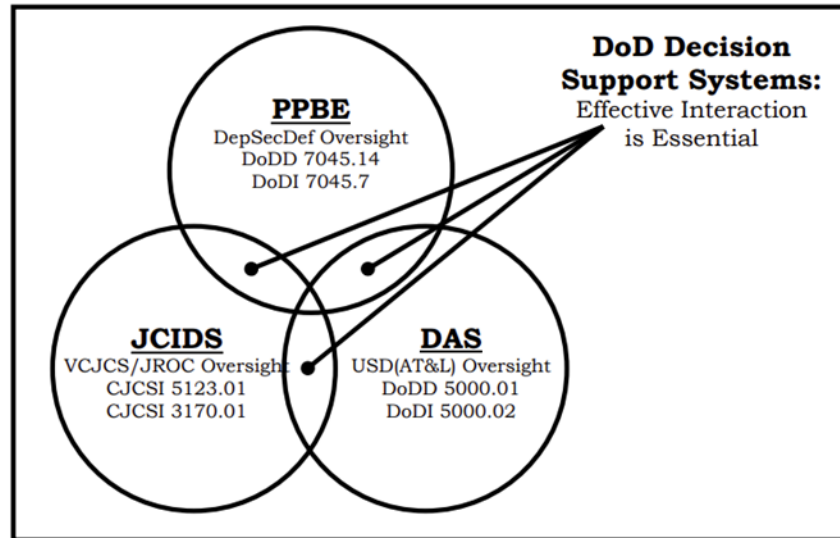 DoD Decision
Support Systems:
Effective Interaction
is Essential
PPBE
DepSecDef Oversight
DoDD 7045.14
DoDI 7045.7
JCIDS
VCJCS/JROC Oversight
CJCSI 5123.01
CJCSI 3170.01
DAS
USD(AT&L) Oversight
DoDD 5000.01
DoDI 5000.02